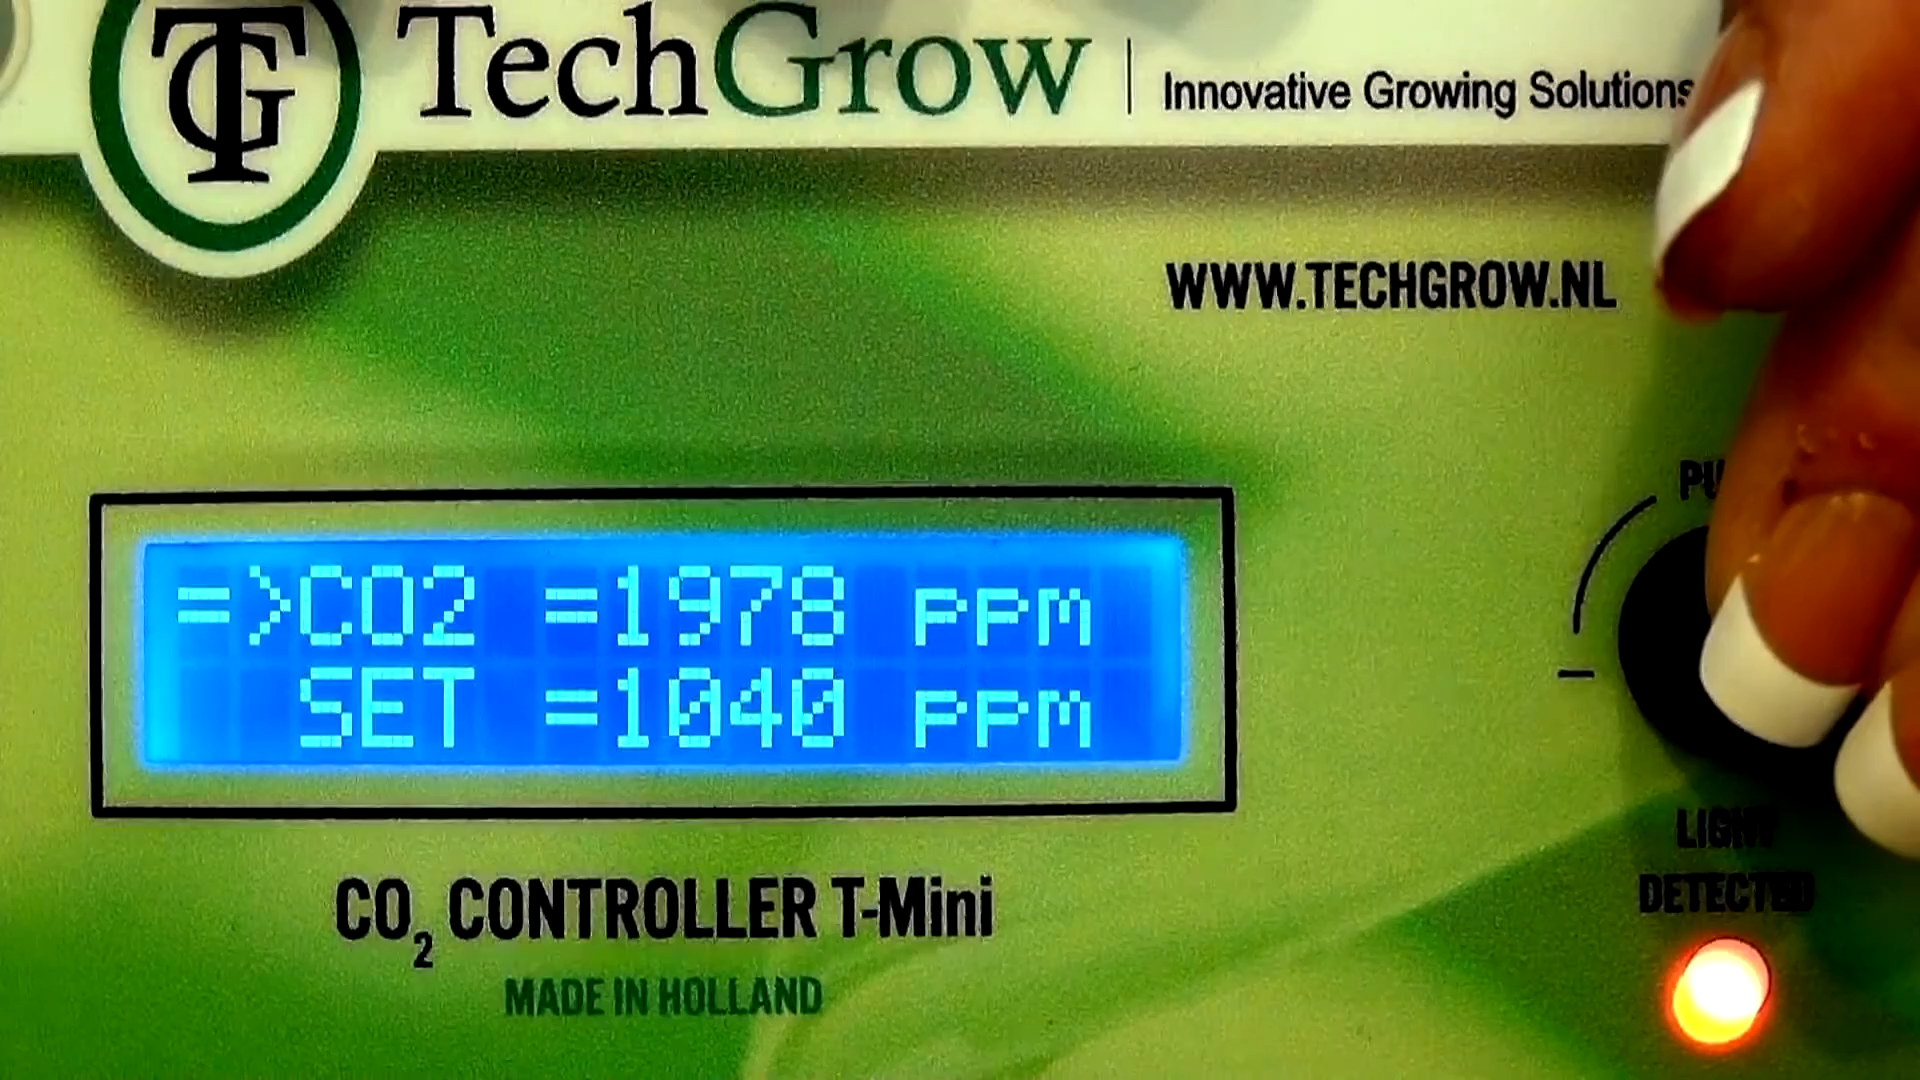 TG
TechGrow
Innovative Growing Solutions
WWW.TECHGROW.NL
=>CO2 =1978 ppm
SET =1040 ppm
CO₂ CONTROLLER T-Mini
MADE IN HOLLAND
LIGHT
DETECTED